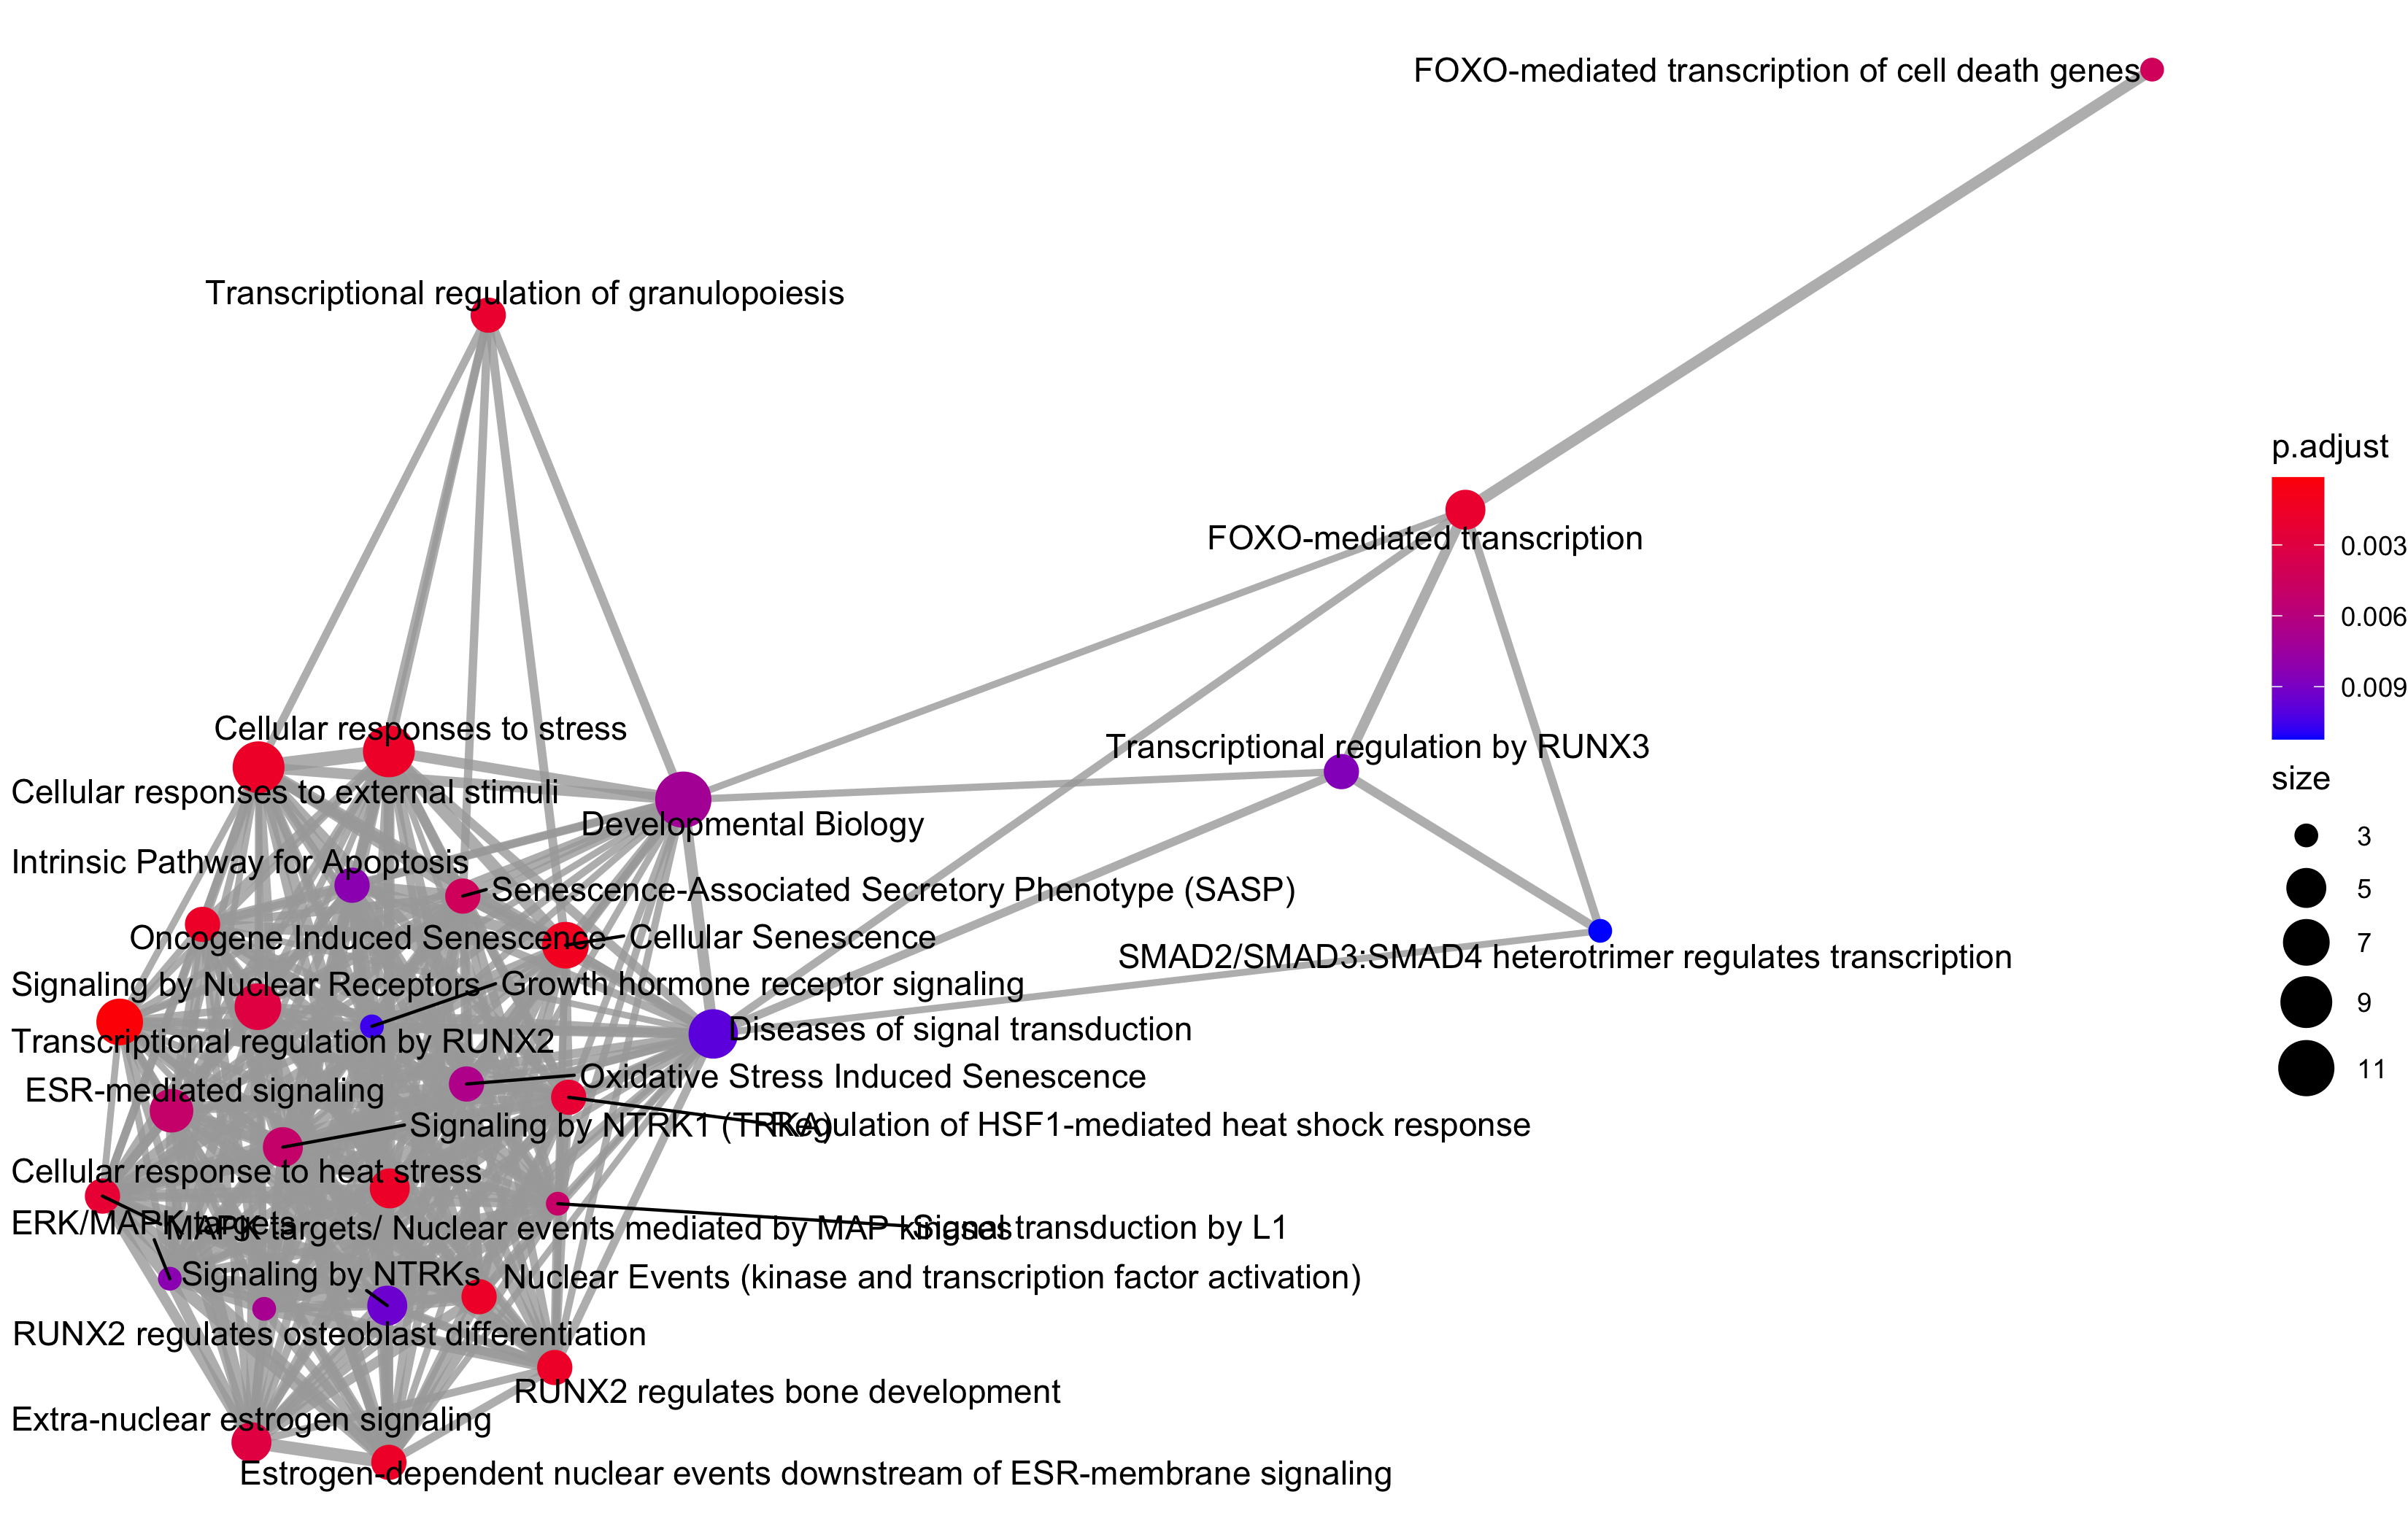 FOXO-mediated transcription of cell death genes
Transcriptional regulation of granulopoiesis
p.adjust
0.003
0.006
0.009
FOXO-mediated transcription
Cellular responses to stress
Transcriptional regulation by RUNX3
size
3
5
7
9
11
Cellular responses to external stimuli
Developmental Biology
Intrinsic Pathway for Apoptosis
Senescence-Associated Secretory Phenotype (SASP)
Oncogene Induced Senescence
Cellular Senescence
SMAD2/SMAD3:SMAD4 heterotrimer regulates transcription
Signaling by Nuclear Receptors
Growth hormone receptor signaling
Diseases of signal transduction
Transcriptional regulation by RUNX2
Oxidative Stress Induced Senescence
ESR-mediated signaling
Signaling by NTRK1 (TRKA)
Regulation of HSF1-mediated heat shock response
Cellular response to heat stress
ERK/MAPK targets
MAPK targets/ Nuclear events mediated by MAP kinases
Signal transduction by L1
Signaling by NTRKs
Nuclear Events (kinase and transcription factor activation)
RUNX2 regulates osteoblast differentiation
RUNX2 regulates bone development
Extra-nuclear estrogen signaling
Estrogen-dependent nuclear events downstream of ESR-membrane signaling